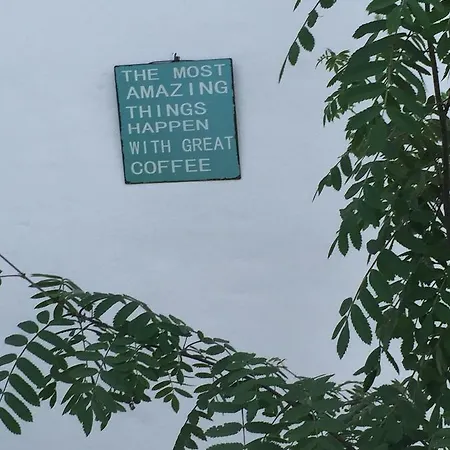 THE MOST
AMAZING
THINGS
HAPPEN
WITH GREAT
COFFEE